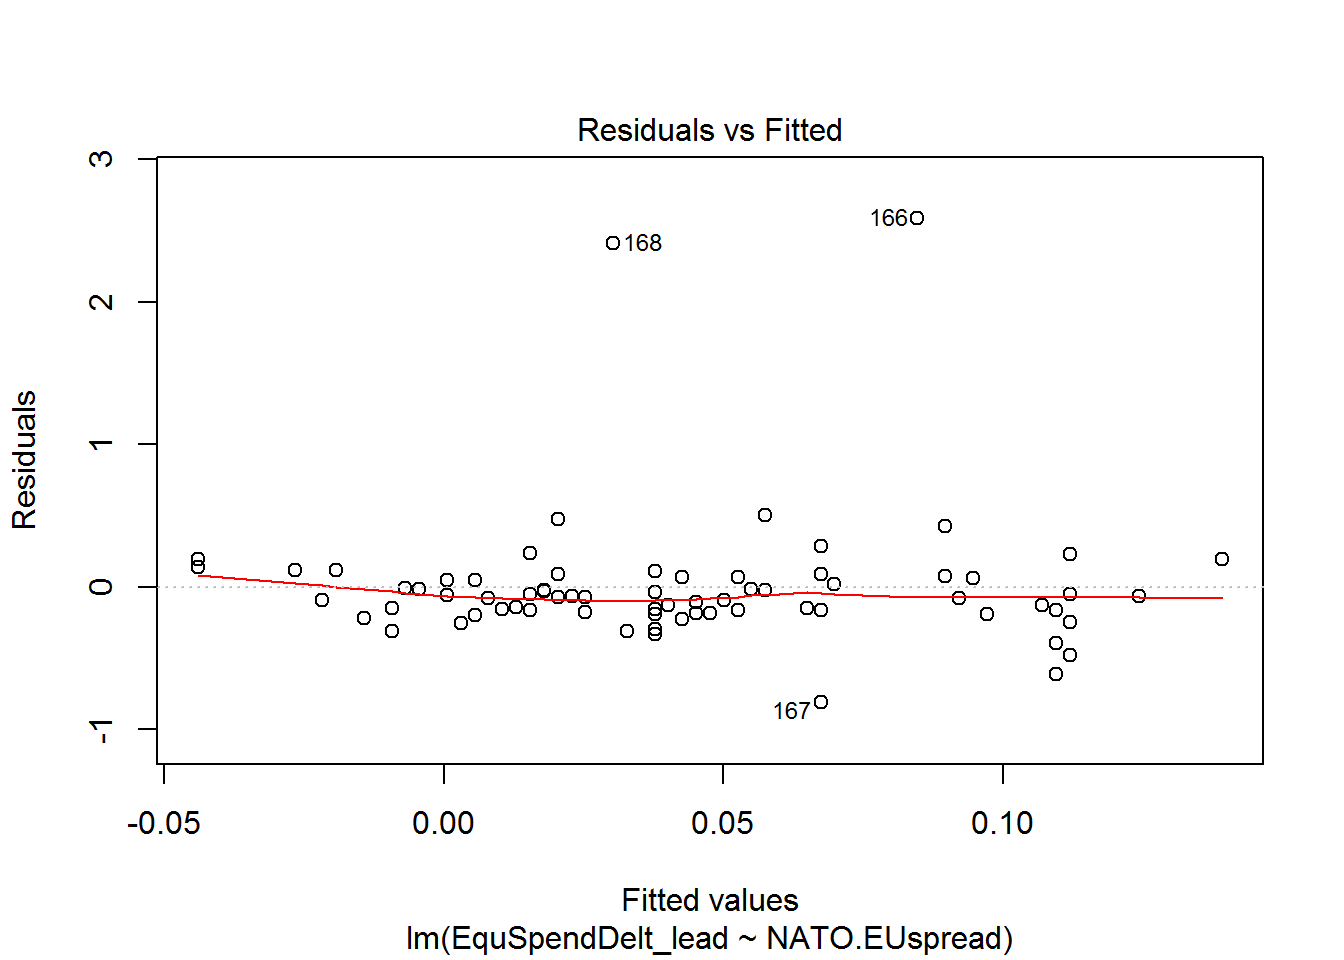 Residuals vs Fitted
3
2
1
0
-1
Residuals
166
168
167
-0.05 0.00 0.05 0.10
Fitted values
lm(EquSpendDelt_lead ~ NATO.EUspread)